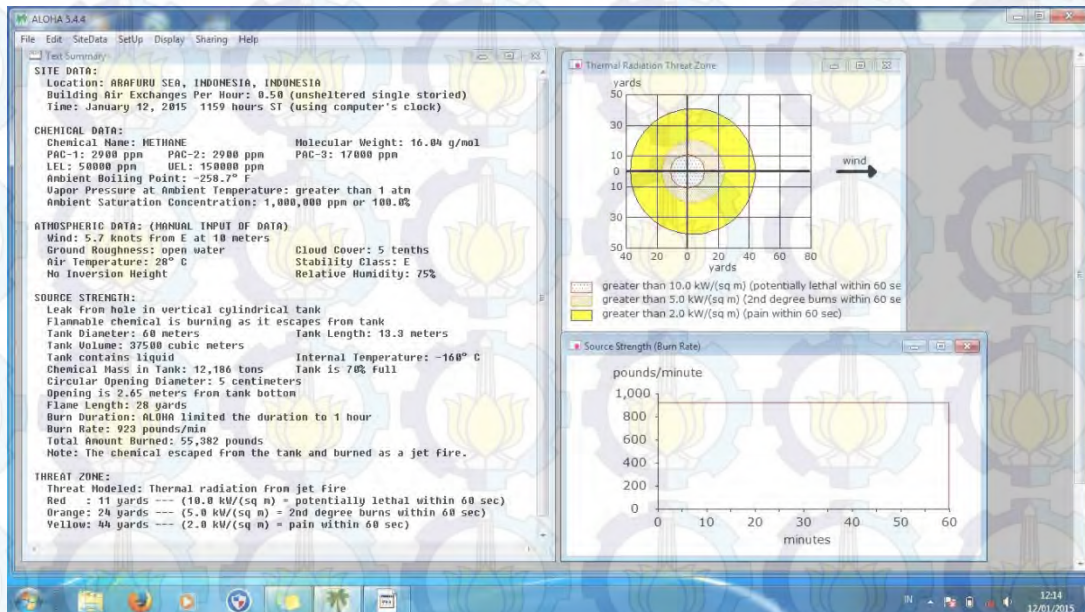 ALOHA 5.4.4
File Edit SiteData SetUp Display Sharing Help
Text Summary
SITE DATA:
Location: ARAFURU SEA, INDONESIA, INDONESIA
Building Air Exchanges Per Hour: 0.50 (unsheltered single storied)
Time: January 12, 2015 1159 hours ST (using computer's clock)
CHEMICAL DATA:
Chemical Name: METHANE Molecular Weight: 16.04 g/mol
PAC-1: 2900 ppm PAC-2: 2900 ppm PAC-3: 17000 ppm
LEL: 50000 ppm UEL: 150000 ppm
Ambient Boiling Point: -258.7° F
Vapor Pressure at Ambient Temperature: greater than 1 atm
Ambient Saturation Concentration: 1,000,000 ppm or 100.0%
ATMOSPHERIC DATA: (MANUAL INPUT OF DATA)
Wind: 5.7 knots from E at 10 meters
Ground Roughness: open water Cloud Cover: 5 tenths
Air Temperature: 28° C Stability Class: E
No Inversion Height Relative Humidity: 75%
SOURCE STRENGTH:
Leak from hole in vertical cylindrical tank
Flammable chemical is burning as it escapes from tank
Tank Diameter: 60 meters Tank Length: 13.3 meters
Tank Volume: 37500 cubic meters
Tank contains liquid Internal Temperature: -160° C
Chemical Mass in Tank: 12,186 tons Tank is 70% full
Circular Opening Diameter: 5 centimeters
Opening is 2.65 meters from tank bottom
Flame Length: 28 yards
Burn Duration: ALOHA limited the duration to 1 hour
Burn Rate: 923 pounds/min
Total Amount Burned: 55,382 pounds
Note: The chemical escaped from the tank and burned as a jet fire.
THREAT ZONE:
Threat Modeled: Thermal radiation from jet fire
Red : 11 yards --- (10.0 kW/(sq m) = potentially lethal within 60 sec)
Orange: 24 yards --- (5.0 kW/(sq m) = 2nd degree burns within 60 sec)
Yellow: 44 yards --- (2.0 kW/(sq m) = pain within 60 sec)
Thermal Radiation Threat Zone
yards
50
30
10
0
10
30
50
40 20 0 20 40 60 80
yards
wind
greater than 10.0 kW/(sq m) (potentially lethal within 60 se
greater than 5.0 kW/(sq m) (2nd degree burns within 60 se
greater than 2.0 kW/(sq m) (pain within 60 sec)
Source Strength (Burn Rate)
pounds/minute
1,000
800
600
400
200
0
0 10 20 30 40 50 60
minutes
IN
12:14
12/01/2015